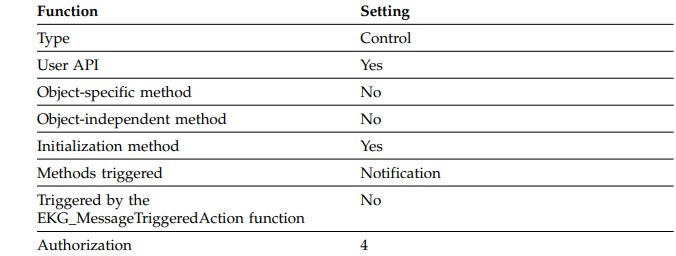 Function Setting
Type Control
User API Yes
Object-specific method No
Object-independent method No
Initialization method Yes
Methods triggered Notification
Triggered by the No
EKG_MessageTriggeredAction function
Authorization 4